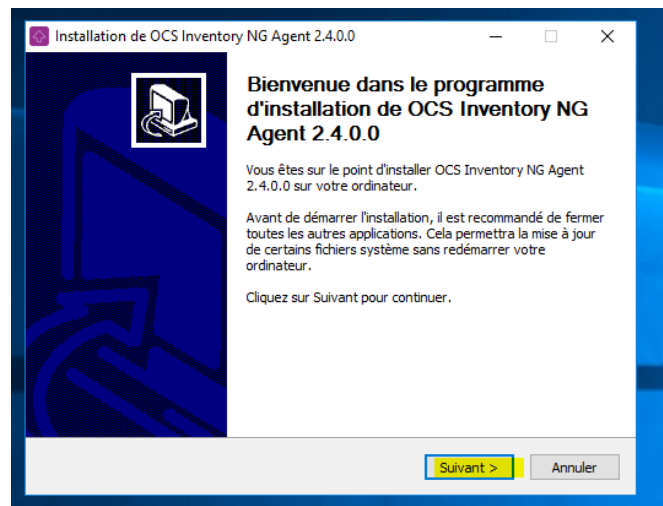 Installation de OCS Inventory NG Agent 2.4.0.0
Bienvenue dans le programme
d'installation de OCS Inventory NG
Agent 2.4.0.0
Vous êtes sur le point d'installer OCS Inventory NG Agent
2.4.0.0 sur votre ordinateur.
Avant de démarrer l'installation, il est recommandé de fermer
toutes les autres applications. Cela permettra la mise à jour
de certains fichiers système sans redémarrer votre
ordinateur.
Cliquez sur Suivant pour continuer.
Suivant >
Annuler